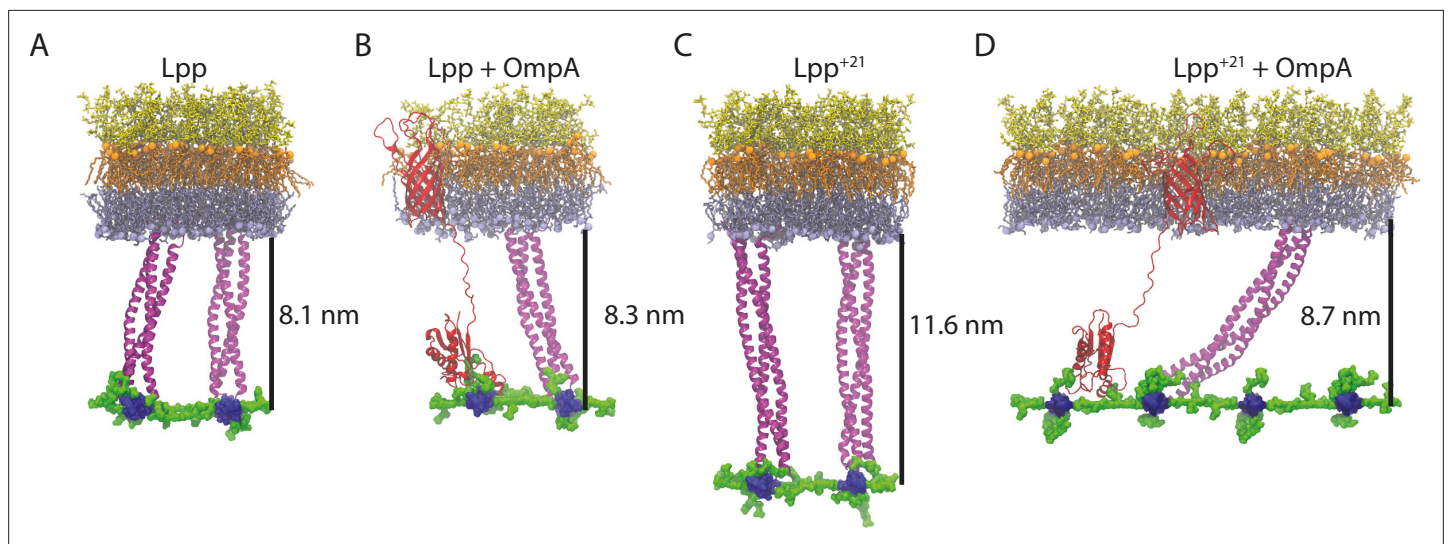 A
Lpp
8.1 nm
B
Lpp + OmpA
8.3 nm
C
Lpp⁺²¹
11.6 nm
D
Lpp⁺²¹ + OmpA
8.7 nm